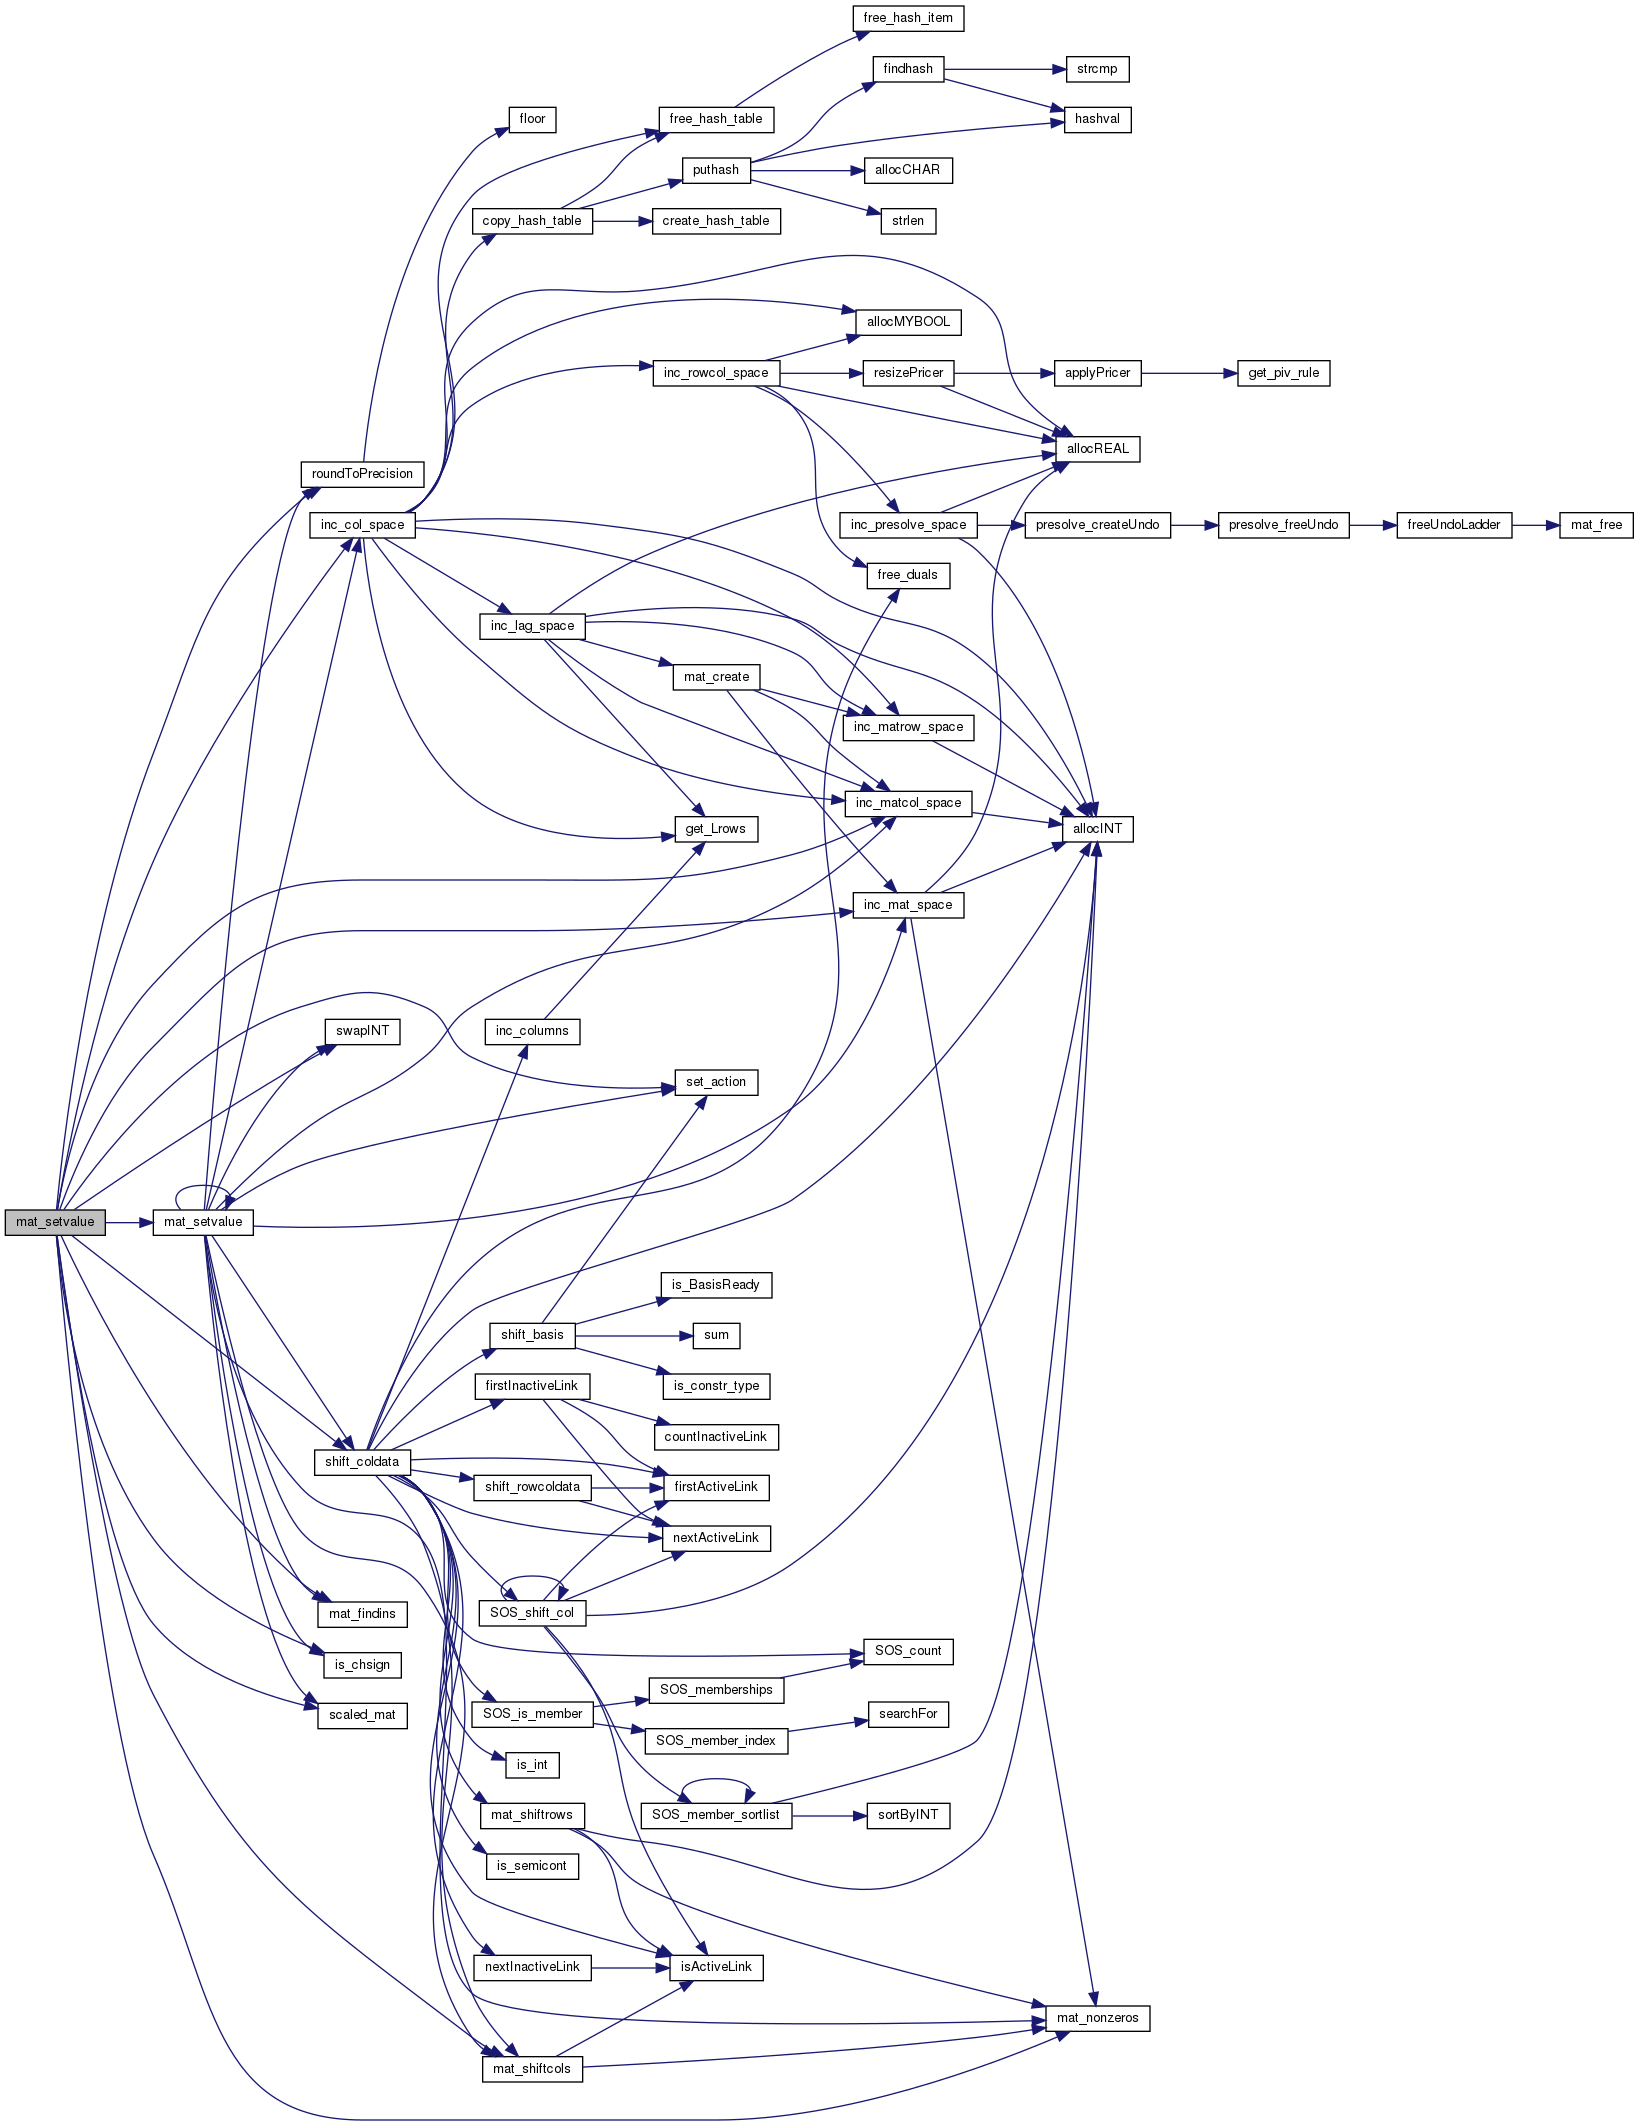 free_hash_item
findhash
strcmp
floor
free_hash_table
hashval
puthash
allocCHAR
copy_hash_table
create_hash_table
strlen
allocMYBOOL
inc_rowcol_space
resizePricer
applyPricer
get_piv_rule
allocREAL
roundToPrecision
inc_col_space
inc_presolve_space
presolve_createUndo
presolve_freeUndo
freeUndoLadder
mat_free
free_duals
inc_lag_space
mat_create
inc_matrow_space
inc_matcol_space
get_Lrows
allocINT
inc_mat_space
swapINT
inc_columns
set_action
mat_setvalue
mat_setvalue
is_BasisReady
shift_basis
sum
firstInactiveLink
is_constr_type
countInactiveLink
shift_coldata
shift_rowcoldata
firstActiveLink
nextActiveLink
mat_findins
SOS_shift_col
is_chsign
SOS_count
SOS_memberships
scaled_mat
SOS_is_member
searchFor
SOS_member_index
is_int
mat_shiftrows
SOS_member_sortlist
sortByINT
is_semicont
nextInactiveLink
isActiveLink
mat_nonzeros
mat_shiftcols